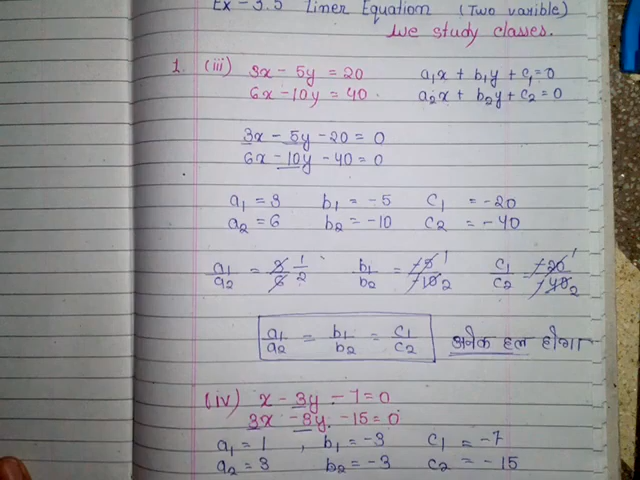 Ex - 3.5 Liner Equation (Two varible)
We study classes.
1. (iii) 3x - 5y = 20 a₁x + b₁y + c₁ = 0
6x - 10y = 40. a₂x + b₂y + c₂ = 0
3x - 5y - 20 = 0
6x - 10y - 40 = 0
a₁ = 3 b₁ = -5 c₁ = -20
a₂ = 6 b₂ = -10 c₂ = -40
a₁/a₂ = 3/6 1/2 b₁/b₂ = -5/-10 1/2 c₁/c₂ = -20/-40 1/2
a₁/a₂ = b₁/b₂ = c₁/c₂ अनेक हल होगा
(iv) x - 3y - 7 = 0
3x - 3y - 15 = 0
a₁ = 1, b₁ = -3 c₁ = -7
a₂ = 3 b₂ = -3 c₂ = -15